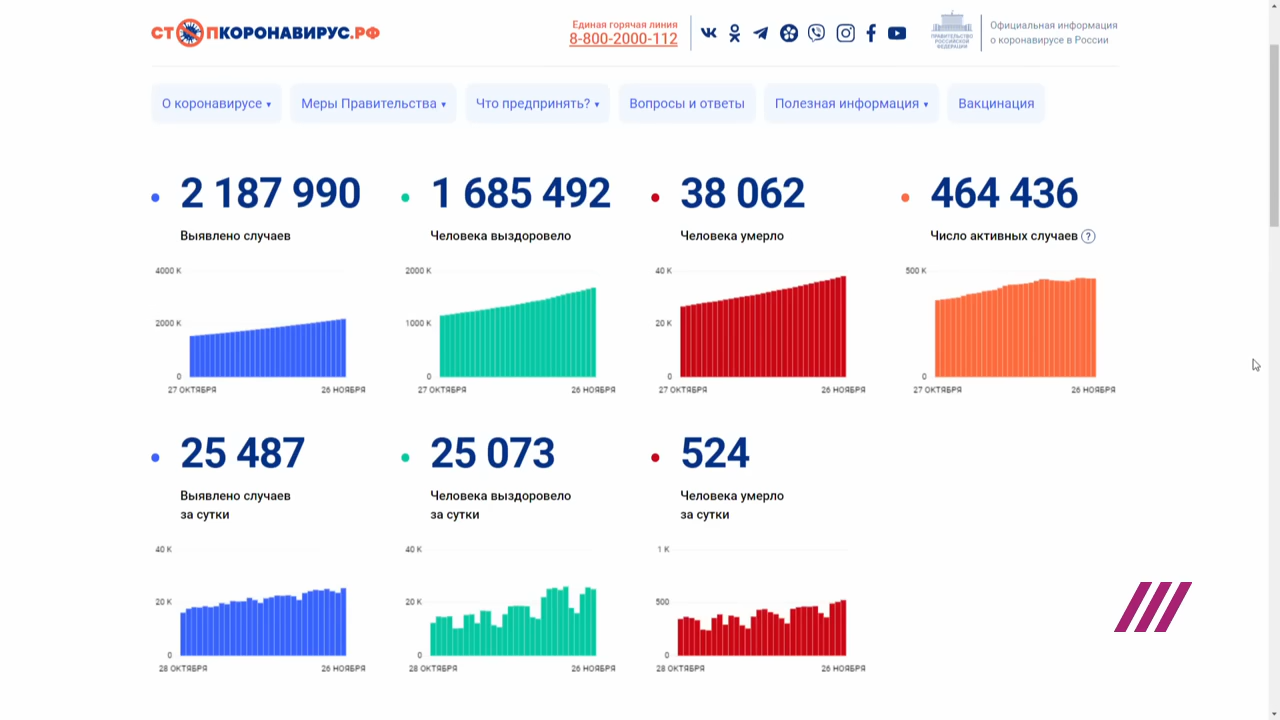 СТОПКОРОНАВИРУС.РФ
Единая горячая линия
8-800-2000-112
ПРАВИТЕЛЬСТВО
РОССИЙСКОЙ
ФЕДЕРАЦИИ
Официальная информация
о коронавирусе в России
О коронавирусе ▾
Меры Правительства ▾
Что предпринять? ▾
Вопросы и ответы
Полезная информация ▾
Вакцинация
2 187 990
Выявлено случаев
4000 K
2000 K
0
27 ОКТЯБРЯ
26 НОЯБРЯ
1 685 492
Человека выздоровело
2000 K
1000 K
0
27 ОКТЯБРЯ
26 НОЯБРЯ
38 062
Человека умерло
40 K
20 K
0
27 ОКТЯБРЯ
26 НОЯБРЯ
464 436
Число активных случаев ?
500 K
0
27 ОКТЯБРЯ
26 НОЯБРЯ
25 487
Выявлено случаев
за сутки
40 K
20 K
0
28 ОКТЯБРЯ
26 НОЯБРЯ
25 073
Человека выздоровело
за сутки
40 K
20 K
0
28 ОКТЯБРЯ
26 НОЯБРЯ
524
Человека умерло
за сутки
1 K
500
0
28 ОКТЯБРЯ
26 НОЯБРЯ